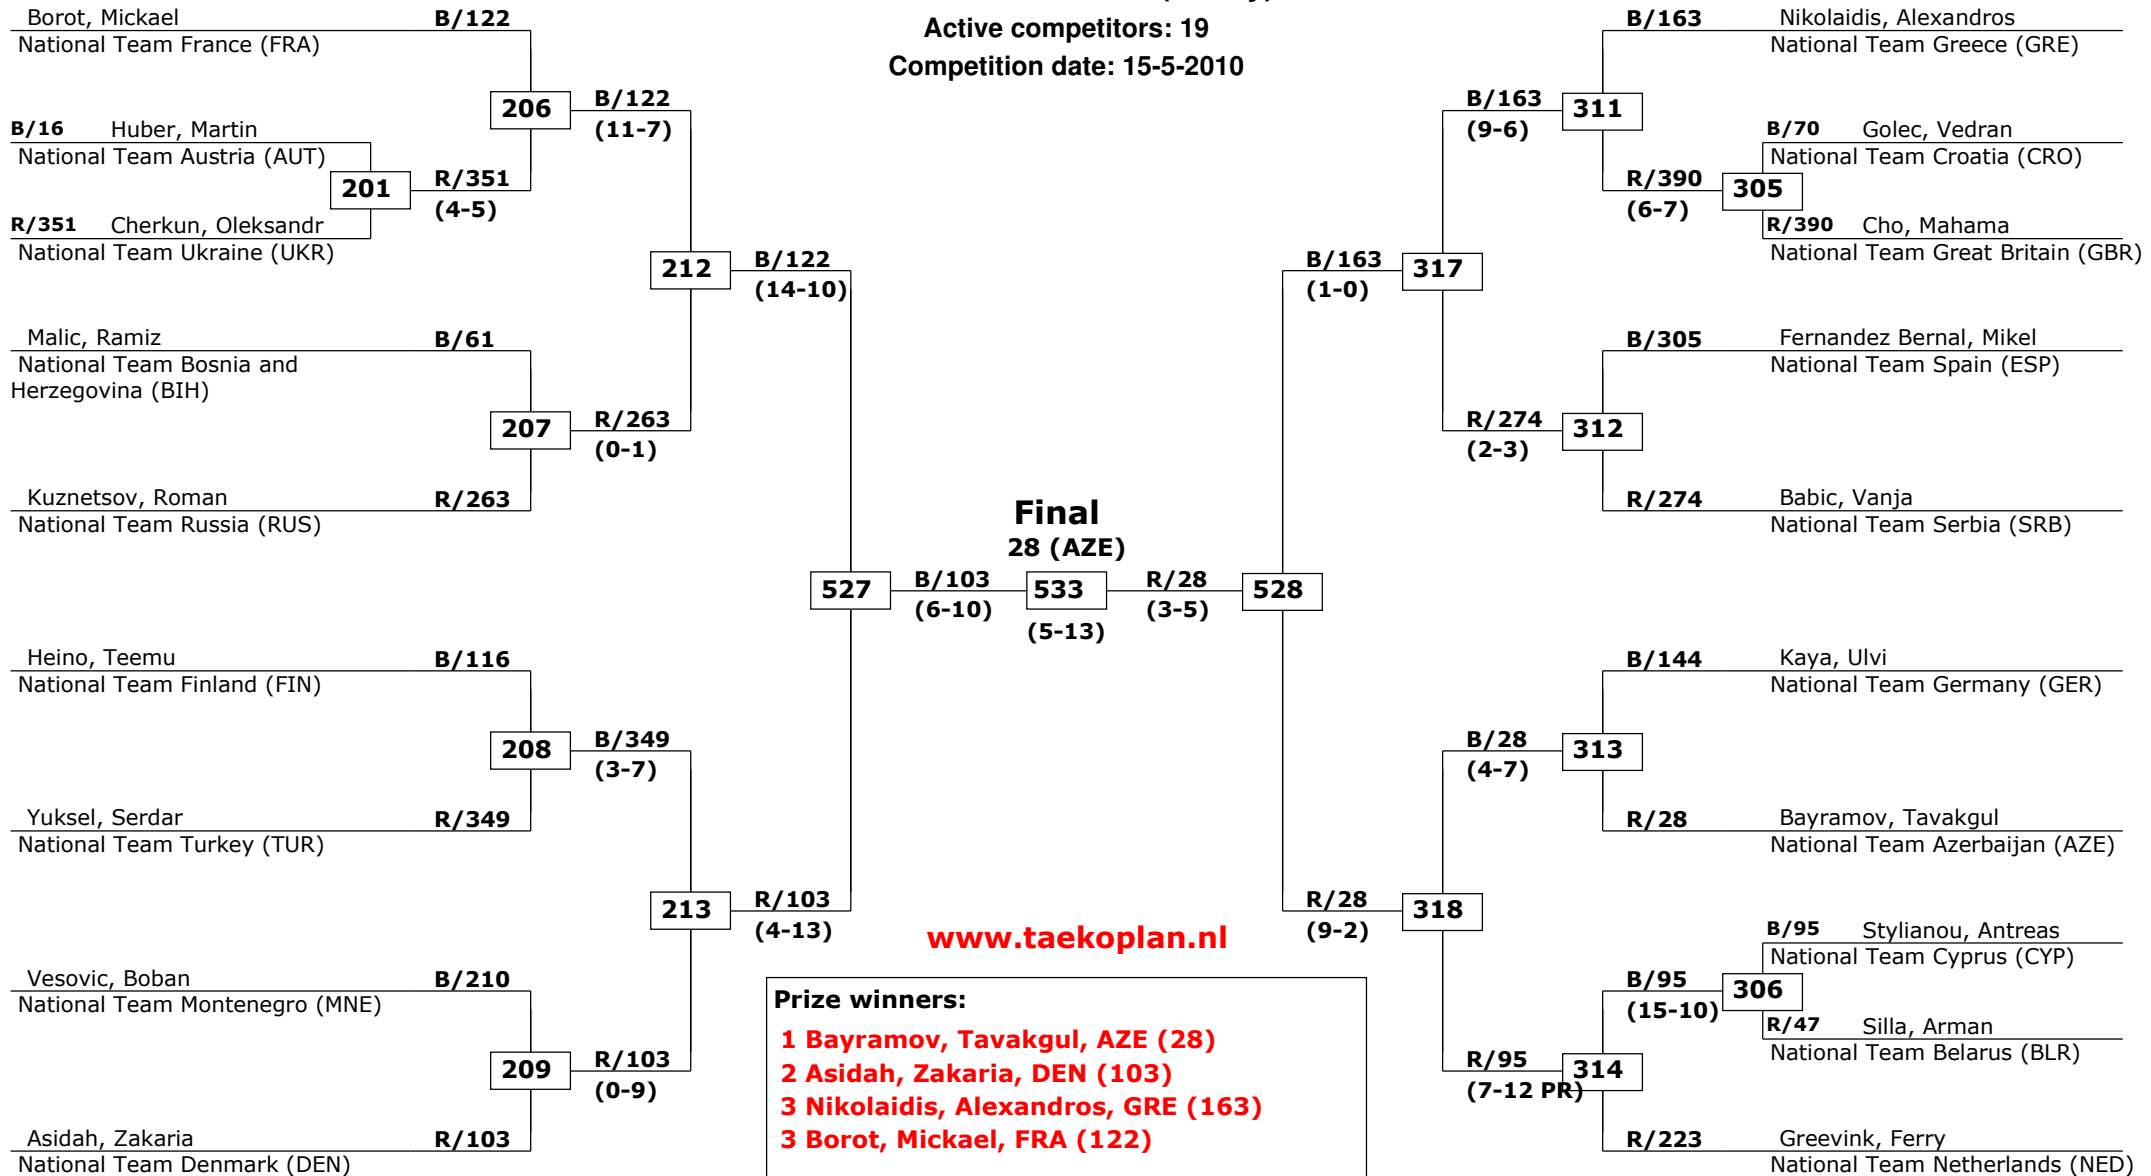 Borot, Mickael B/122
National Team France (FRA)
B/16 Huber, Martin
National Team Austria (AUT)
201
R/351
(4-5)
R/351 Cherkun, Oleksandr
National Team Ukraine (UKR)
206
B/122
(11-7)
Malic, Ramiz B/61
National Team Bosnia and
Herzegovina (BIH)
207
R/263
(0-1)
Kuznetsov, Roman R/263
National Team Russia (RUS)
212
B/122
(14-10)
Heino, Teemu B/116
National Team Finland (FIN)
208
B/349
(3-7)
Yuksel, Serdar R/349
National Team Turkey (TUR)
213
R/103
(4-13)
Vesovic, Boban B/210
National Team Montenegro (MNE)
209
R/103
(0-9)
Asidah, Zakaria R/103
National Team Denmark (DEN)
Active competitors: 19
Competition date: 15-5-2010
Final
28 (AZE)
527
B/103
(6-10)
533
(5-13)
R/28
(3-5)
528
www.taekoplan.nl
Prize winners:
1 Bayramov, Tavakgul, AZE (28)
2 Asidah, Zakaria, DEN (103)
3 Nikolaidis, Alexandros, GRE (163)
3 Borot, Mickael, FRA (122)
B/163 Nikolaidis, Alexandros
National Team Greece (GRE)
B/163
(9-6)
311
B/70 Golec, Vedran
National Team Croatia (CRO)
R/390
(6-7)
305
R/390 Cho, Mahama
National Team Great Britain (GBR)
B/163
(1-0)
317
B/305 Fernandez Bernal, Mikel
National Team Spain (ESP)
R/274
(2-3)
312
R/274 Babic, Vanja
National Team Serbia (SRB)
B/144 Kaya, Ulvi
National Team Germany (GER)
B/28
(4-7)
313
R/28 Bayramov, Tavakgul
National Team Azerbaijan (AZE)
R/28
(9-2)
318
B/95 Stylianou, Antreas
National Team Cyprus (CYP)
B/95
(15-10)
306
R/47 Silla, Arman
National Team Belarus (BLR)
R/95
(7-12 PR)
314
R/223 Greevink, Ferry
National Team Netherlands (NED)